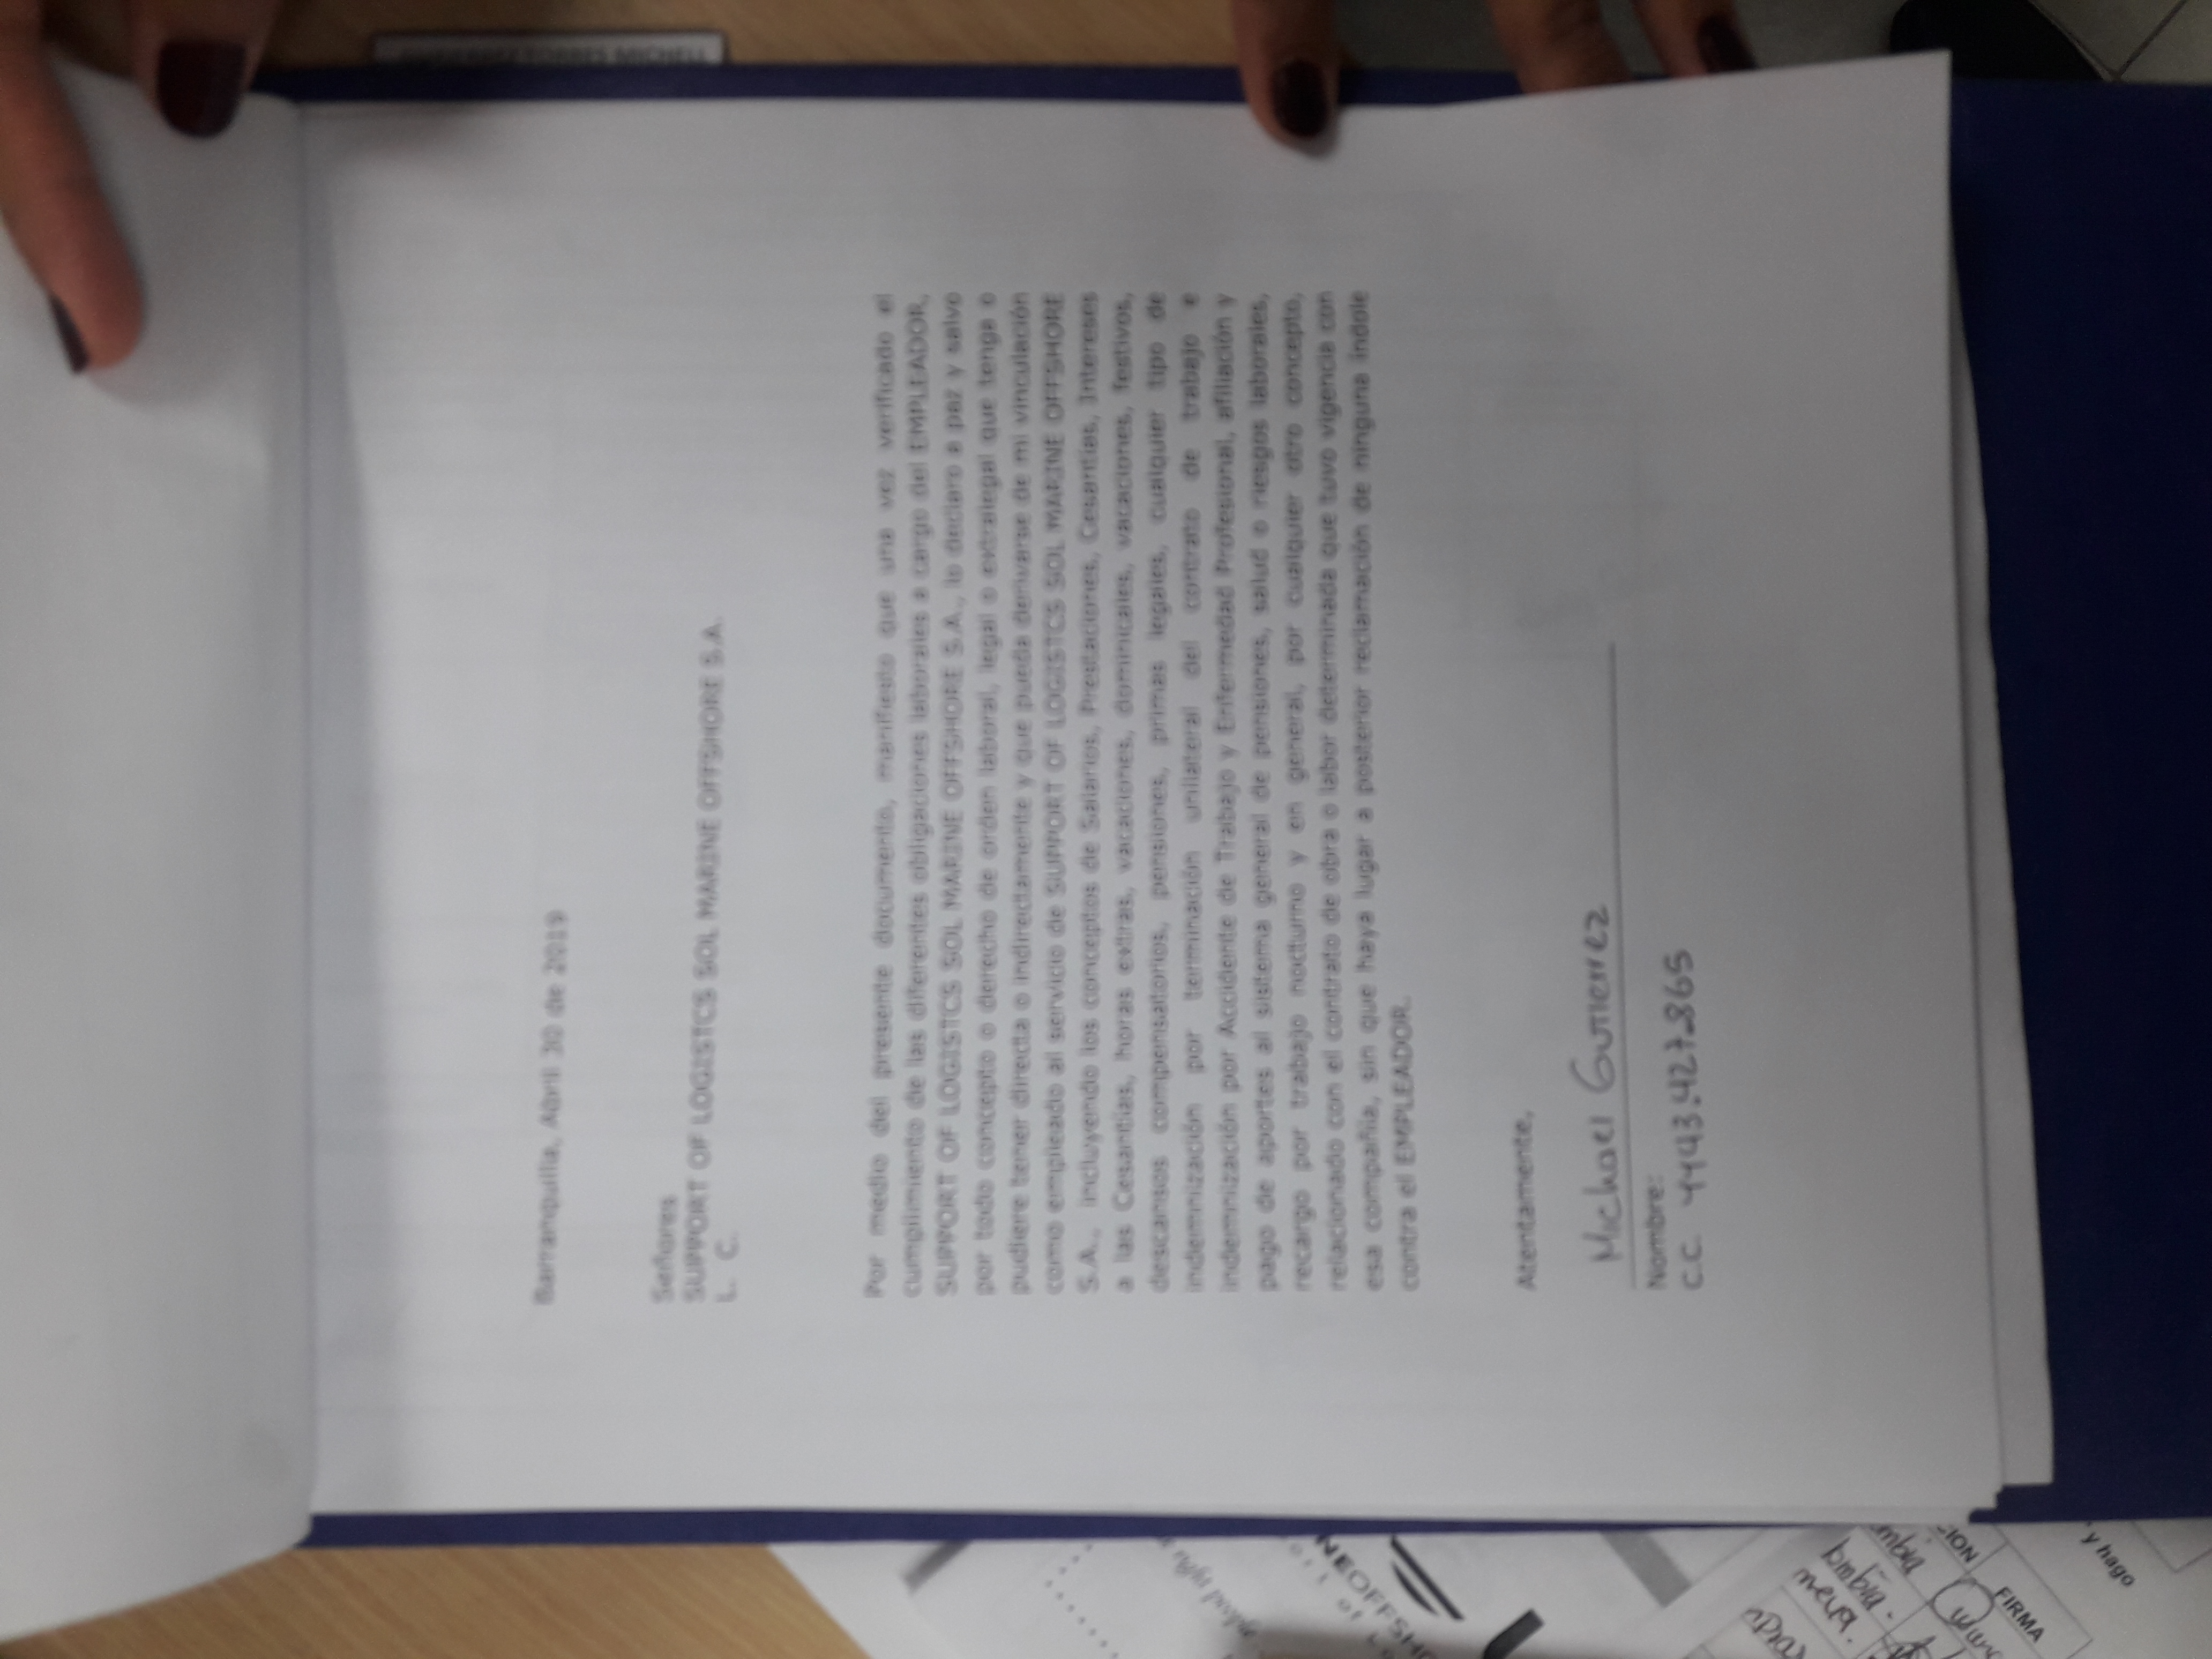 Barranquilla, Abril 30 de 2019
Señores
SUPPORT OF LOGISTCS SOL MARINE OFFSHORE S.A.
L. C.
Por medio del presente documento, manifiesto que una vez verificado el
cumplimiento de las diferentes obligaciones laborales a cargo del EMPLEADOR,
SUPPORT OF LOGISTCS SOL MARINE OFFSHORE S.A., lo declaro a paz y salvo
por todo concepto o derecho de orden laboral, legal o extralegal que tenga o
pudiere tener directa o indirectamente y que pueda derivarse de mi vinculación
como empleado al servicio de SUPPORT OF LOGISTCS SOL MARINE OFFSHORE
S.A., incluyendo los conceptos de Salarios, Prestaciones, Cesantías, Intereses
a las Cesantías, horas extras, vacaciones, dominicales, vacaciones, festivos,
descansos compensatorios, pensiones, primas legales, cualquier tipo de
indemnización por terminación unilateral del contrato de trabajo e
indemnización por Accidente de Trabajo y Enfermedad Profesional, afiliación y
pago de aportes al sistema general de pensiones, salud o riesgos laborales,
recargo por trabajo nocturno y en general, por cualquier otro concepto,
relacionado con el contrato de obra o labor determinada que tuvo vigencia con
esa compañía, sin que haya lugar a posterior reclamación de ninguna índole
contra el EMPLEADOR.
Atentamente,
Michael Gutierrez
Nombre:
C.C. 1143.427.865
FIRMA
y hago